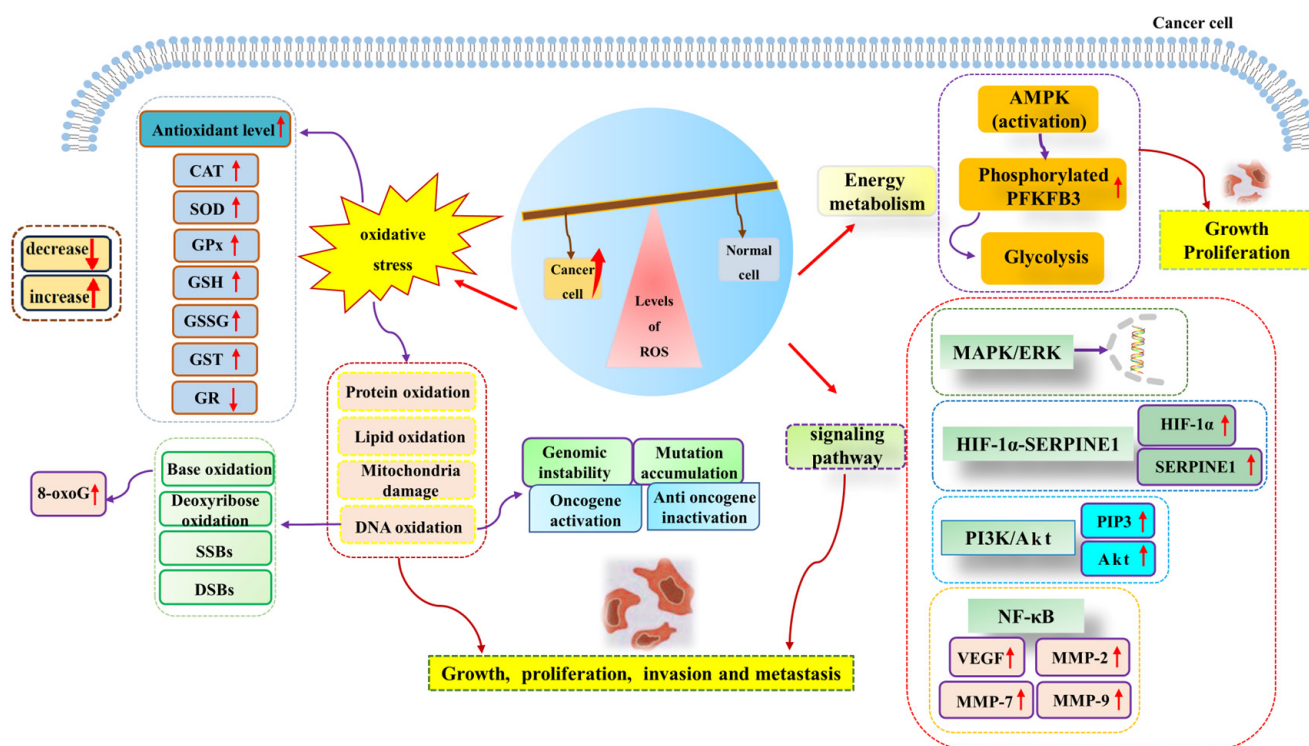 Cancer cell
Antioxidant level
CAT
SOD
GPx
GSH
GSSG
GST
GR
decrease
increase
oxidative
stress
Cancer
cell
Normal
cell
Levels
of
ROS
Energy
metabolism
AMPK
(activation)
Phosphorylated
PFKFB3
Glycolysis
Growth
Proliferation
signaling
pathway
MAPK/ERK
HIF-1α-SERPINE1
HIF-1α
SERPINE1
PI3K/Akt
PIP3
Akt
NF-κB
VEGF
MMP-2
MMP-7
MMP-9
Protein oxidation
Lipid oxidation
Mitochondria
damage
DNA oxidation
Genomic
instability
Mutation
accumulation
Oncogene
activation
Anti oncogene
inactivation
Base oxidation
Deoxyribose
oxidation
SSBs
DSBs
8-oxoG
Growth, proliferation, invasion and metastasis